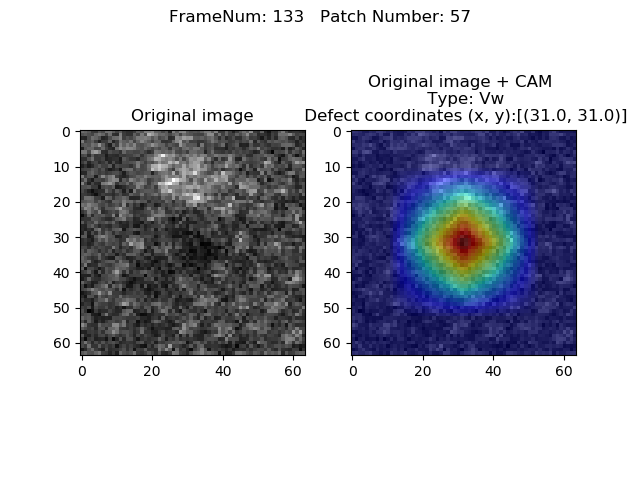 FrameNum: 133   Patch Number: 57
Original image
0
10
20
30
40
50
60
0 20 40 60
Original image + CAM
Type: Vw
Defect coordinates (x, y):[(31.0, 31.0)]
0
10
20
30
40
50
60
0 20 40 60